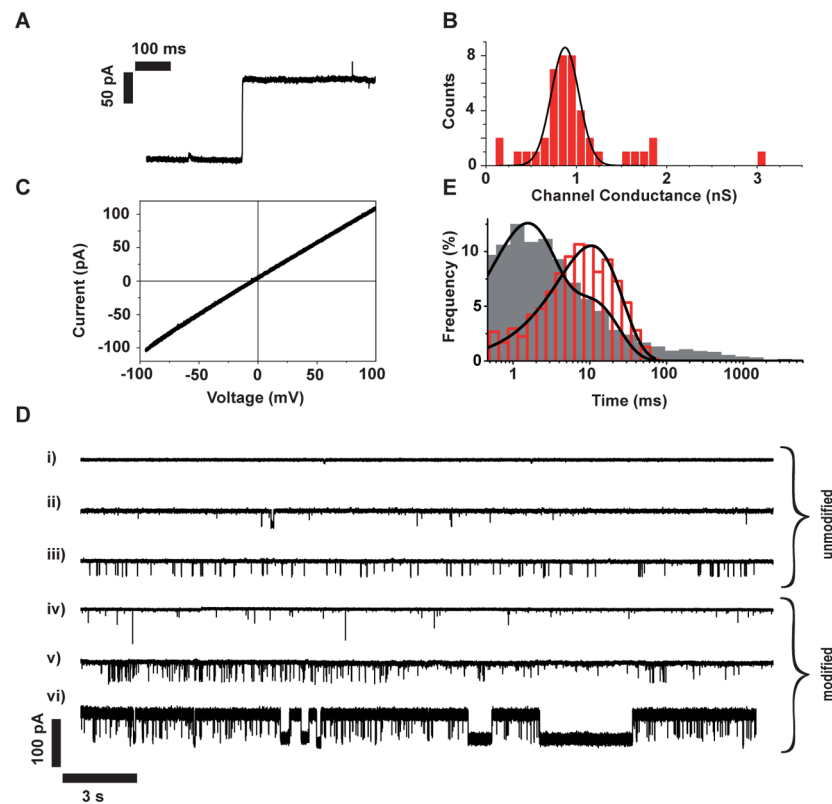 A
100 ms
50 pA
B
8
4
0
Counts
0 1 2 3
Channel Conductance (nS)
C
100
50
0
-50
-100
Current (pA)
-100 -50 0 50 100
Voltage (mV)
E
10
5
0
Frequency (%)
1 10 100 1000
Time (ms)
D
i)
ii)
iii)
unmodified
iv)
v)
vi)
modified
100 pA
3 s